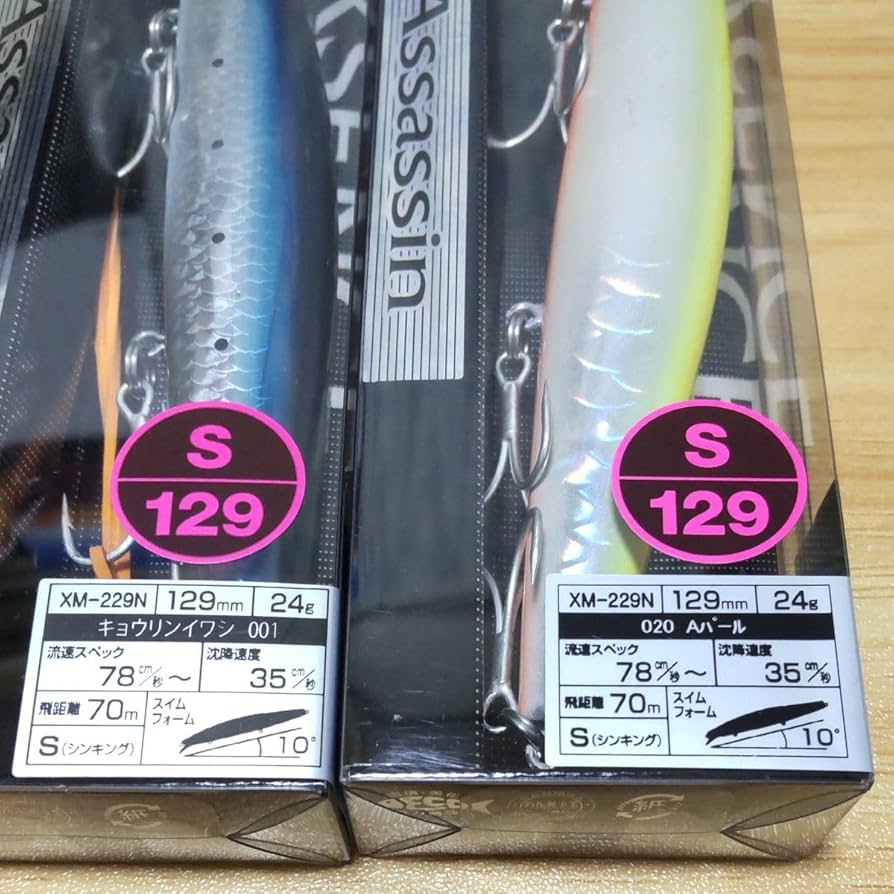 Assassin
S
129
XM-229N 129mm 24g
キョウリンイワシ 001
流速スペック 沈降速度
78cm/秒〜 35cm/秒
飛距離 70m スイム
フォーム
S(シンキング) 10°
Assassin
S
129
XM-229N 129mm 24g
020 Aパール
流速スペック 沈降速度
78cm/秒〜 35cm/秒
飛距離 70m スイム
フォーム
S(シンキング) 10°